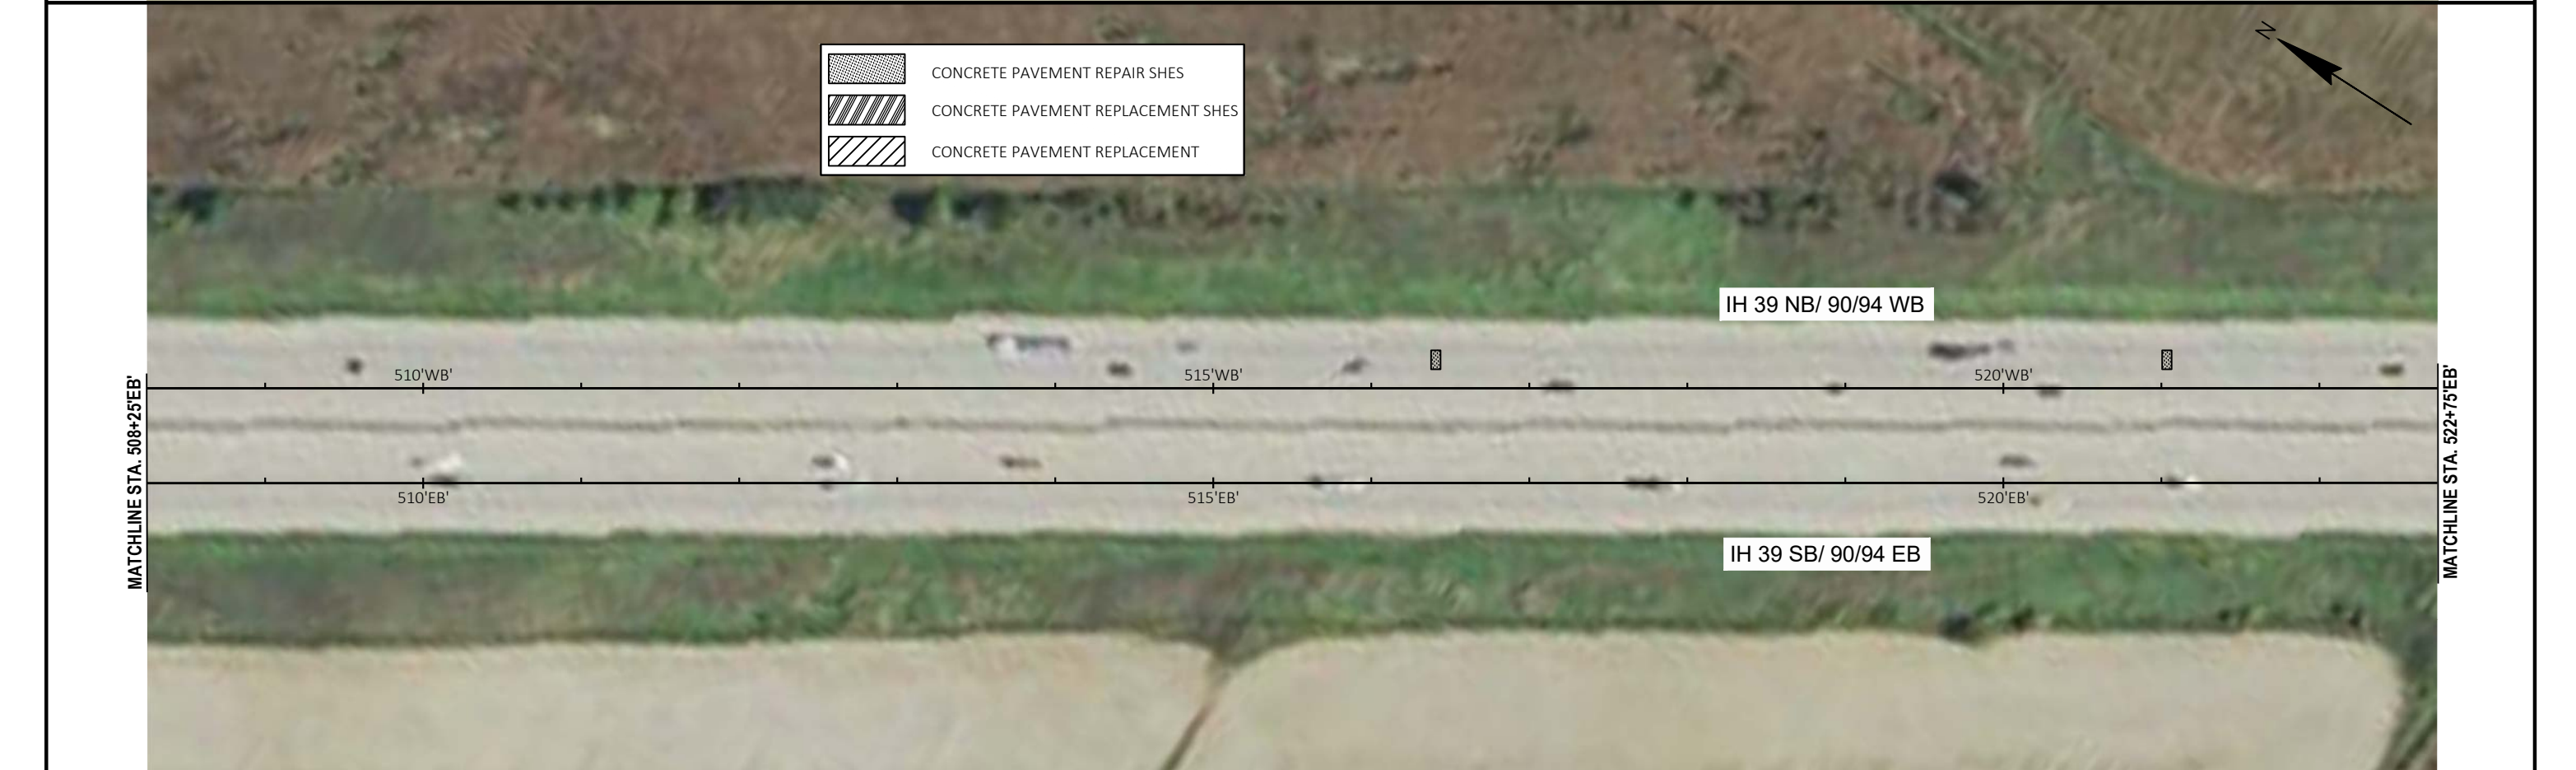 N
CONCRETE PAVEMENT REPAIR SHES
CONCRETE PAVEMENT REPLACEMENT SHES
CONCRETE PAVEMENT REPLACEMENT
IH 39 NB/ 90/94 WB
510'WB'
515'WB'
520'WB'
MATCHLINE STA. 508+25'EB'
MATCHLINE STA. 522+75'EB'
510'EB'
515'EB'
520'EB'
IH 39 SB/ 90/94 EB